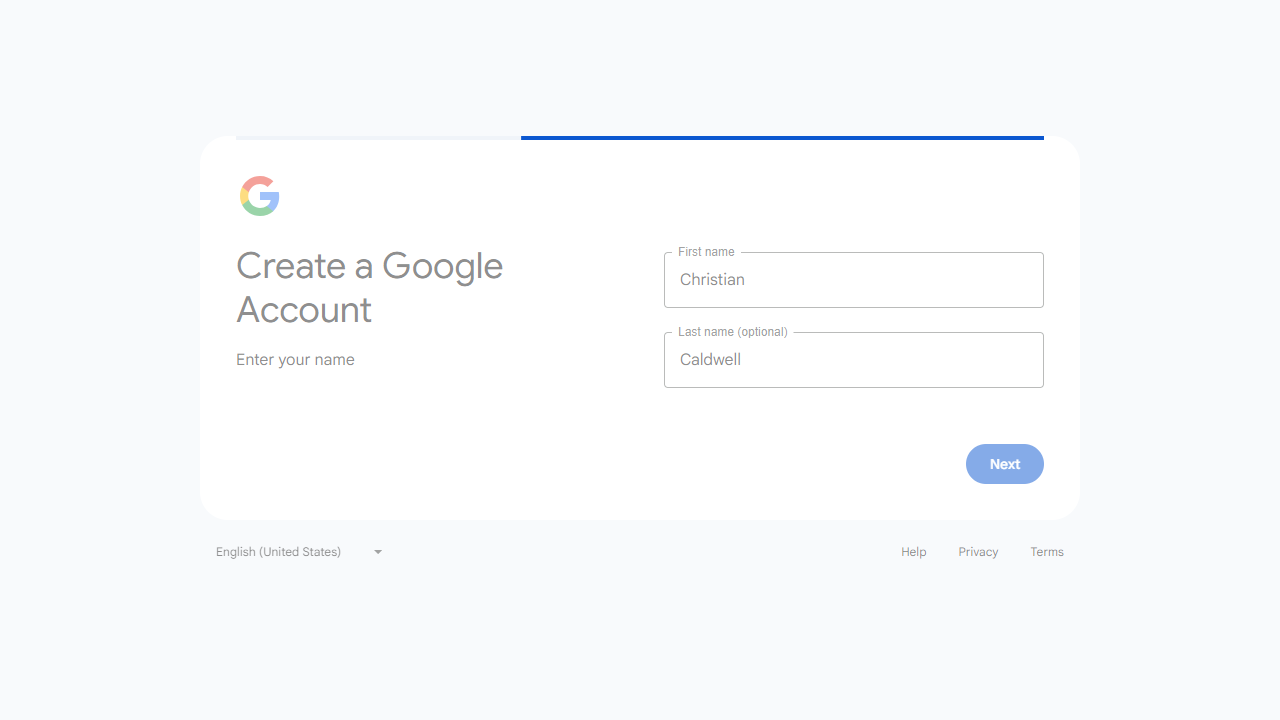 Create a Google
Account
Enter your name
First name
Christian
Last name (optional)
Caldwell
Next
English (United States)
Help
Privacy
Terms